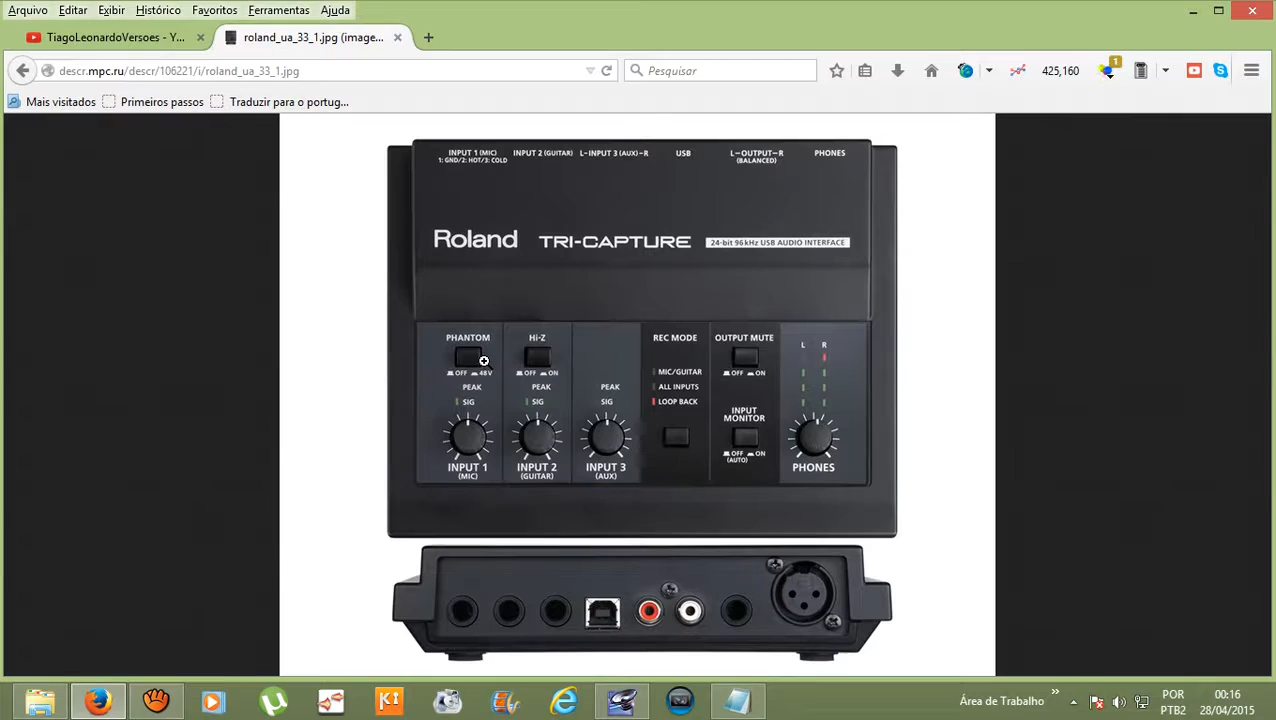 Arquivo Editar Exibir Histórico Favoritos Ferramentas Ajuda
TiagoLeonardoVersoes - Y...
roland_ua_33_1.jpg (image...
descr.mpc.ru/descr/106221/i/roland_ua_33_1.jpg
Pesquisar
425,160
1
Mais visitados Primeiros passos Traduzir para o portug...
INPUT 1 (MIC) INPUT 2 (GUITAR) L-INPUT 3 (AUX)-R USB L-OUTPUT-R PHONES
1: GND/2: HOT/3: COLD (BALANCED)
Roland TRI-CAPTURE 24-bit 96kHz USB AUDIO INTERFACE
PHANTOM Hi-Z REC MODE OUTPUT MUTE L R
OFF 48V OFF ON MIC/GUITAR OFF ON
PEAK PEAK PEAK ALL INPUTS
SIG SIG SIG LOOP BACK
INPUT
MONITOR
OFF ON
(AUTO)
INPUT 1 INPUT 2 INPUT 3 PHONES
(MIC) (GUITAR) (AUX)
Ki
Área de Trabalho
POR
PTB2
00:16
28/04/2015